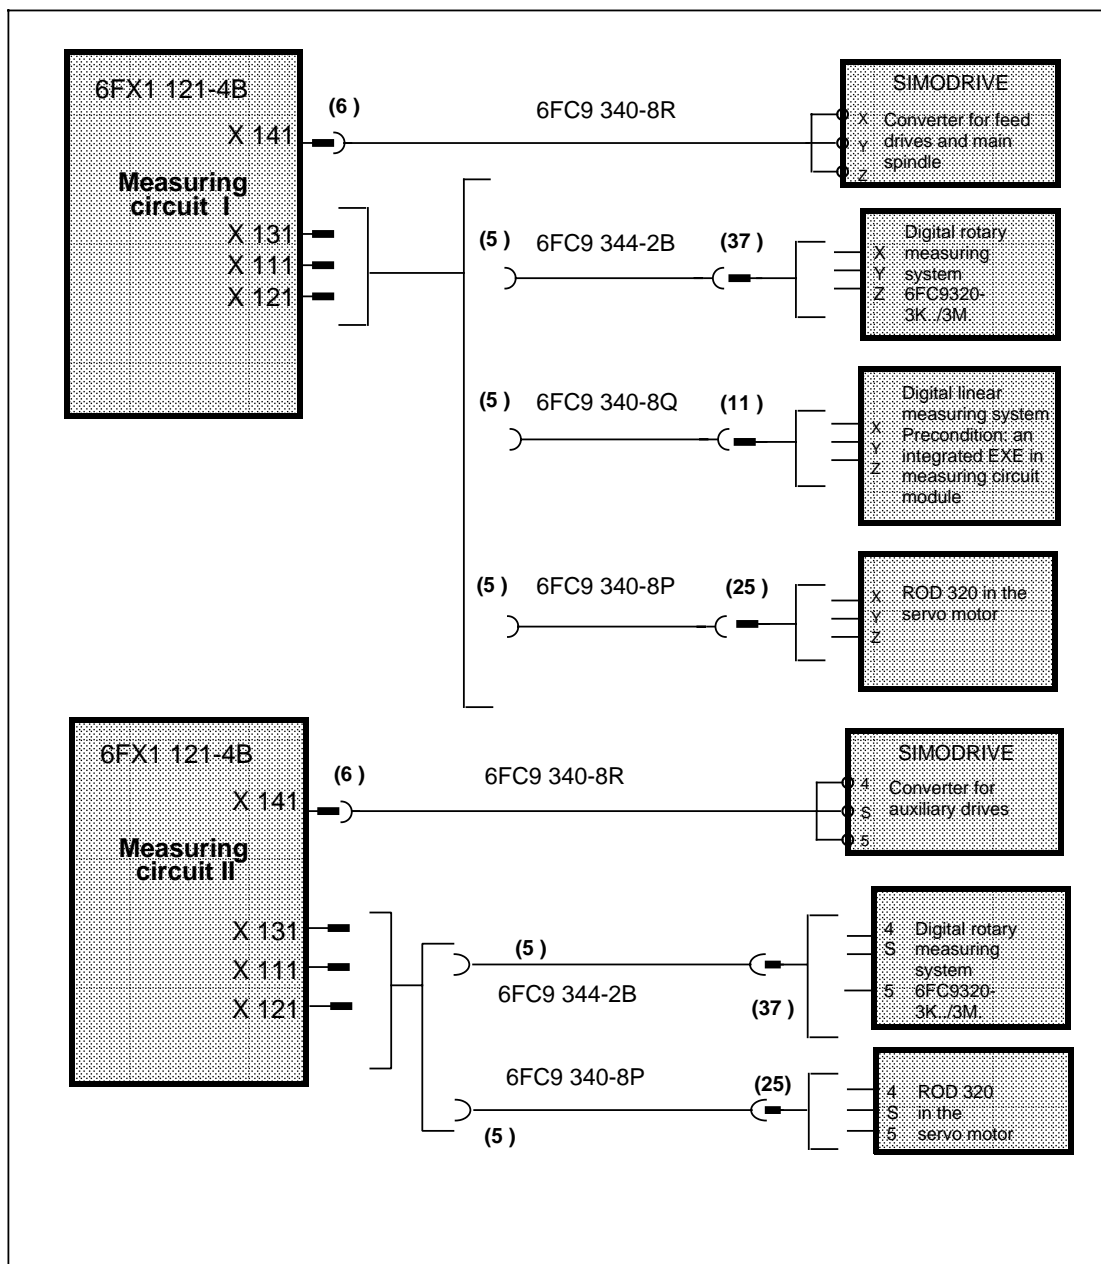 6FX1 121-4B
X 141
Measuring
circuit I
X 131
X 111
X 121
(6 )
6FC9 340-8R
SIMODRIVE
X
Y
Z
Converter for feed
drives and main
spindle
(5 )
6FC9 344-2B
(37 )
X
Y
Z
Digital rotary
measuring
system
6FC9320-
3K../3M.
(5 )
6FC9 340-8Q
(11 )
X
Y
Z
Digital linear
measuring system
Precondition: an
integrated EXE in
measuring circuit
module
(5 )
6FC9 340-8P
(25 )
X
Y
Z
ROD 320 in the
servo motor
6FX1 121-4B
X 141
Measuring
circuit II
X 131
X 111
X 121
(6 )
6FC9 340-8R
SIMODRIVE
4
S
5
Converter for
auxiliary drives
(5 )
6FC9 344-2B
(37 )
4
S
5
Digital rotary
measuring
system
6FC9320-
3K../3M.
6FC9 340-8P
(5 )
(25)
4
S
5
ROD 320
in the
servo motor